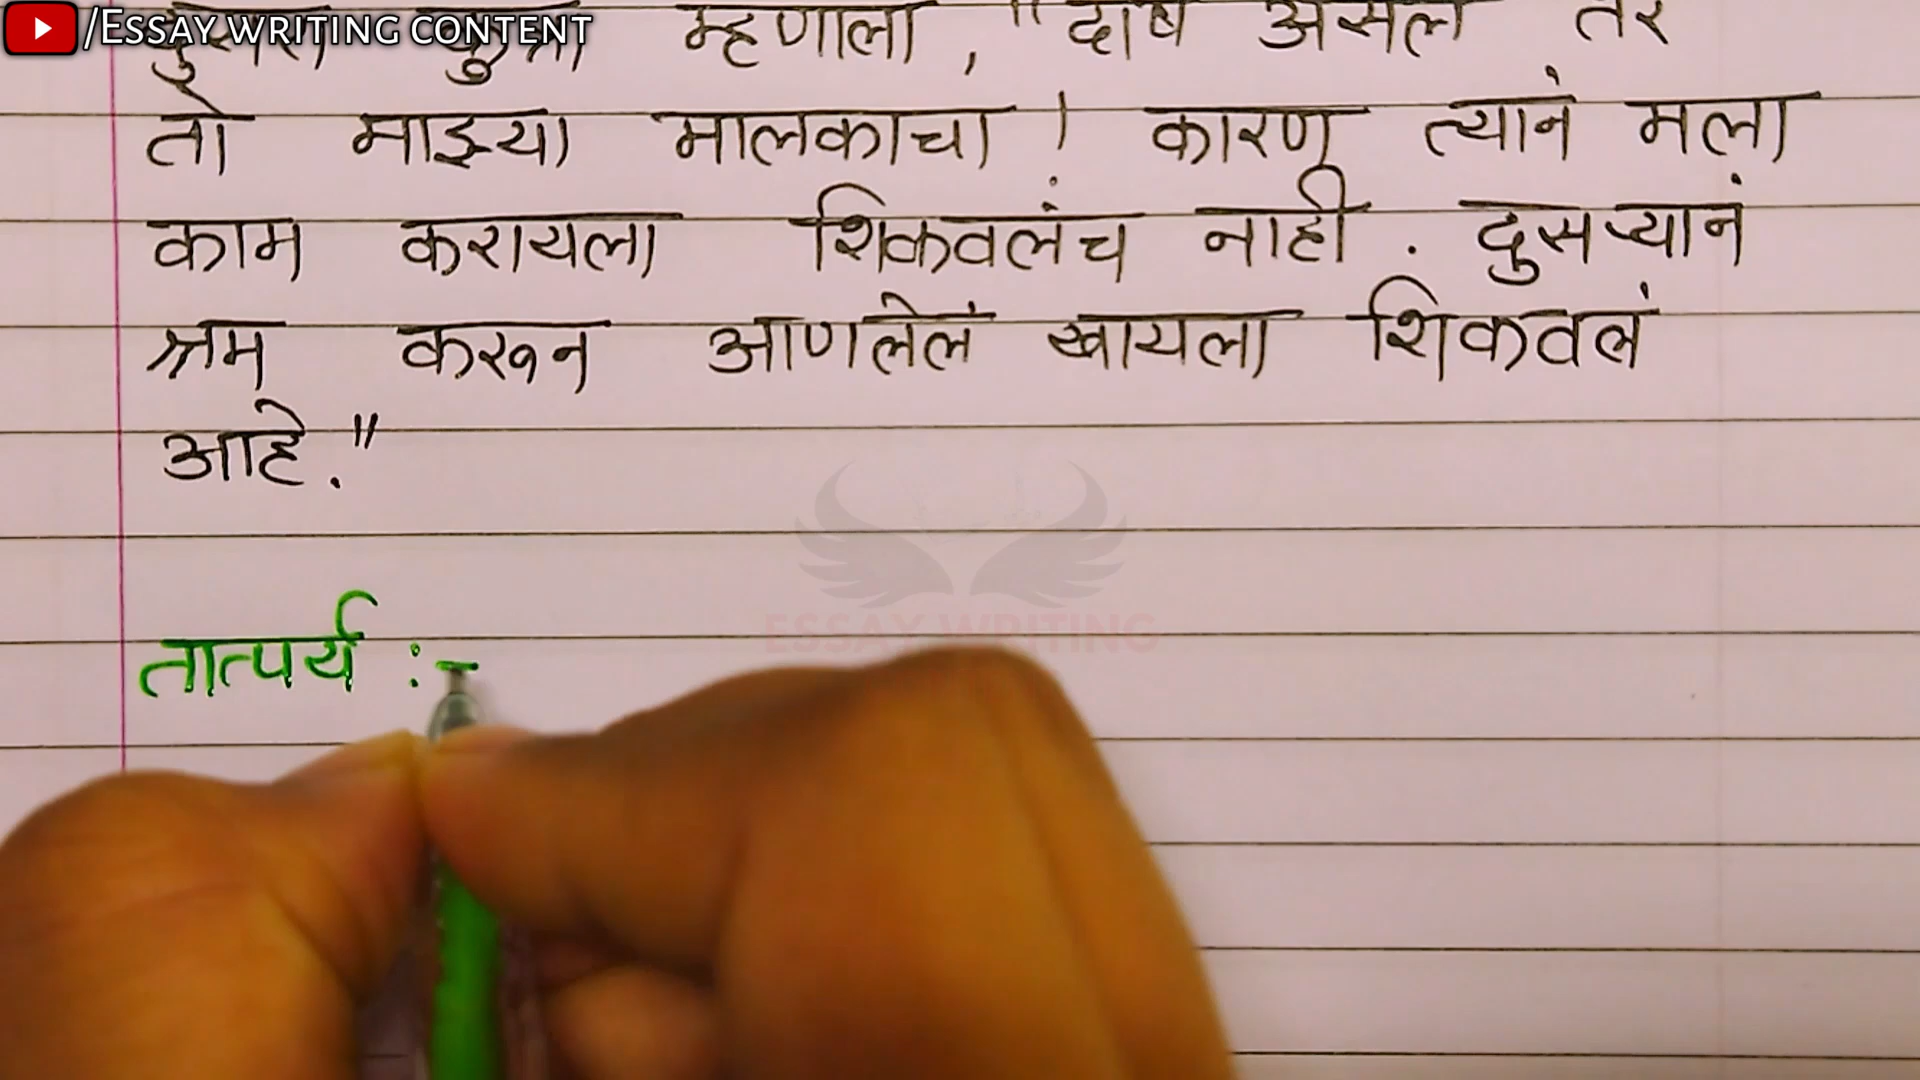 /ESSAY WRITING CONTENT
म्हणाला, "दोष असेल तर
तो माझ्या मालकाचा! कारण त्यानं मला
काम करायला शिकवलंच नाही. दुसऱ्यानं
श्रम करून आणलेलं खायला शिकवलं
आहे."
ESSAY WRITING
तात्पर्य :-